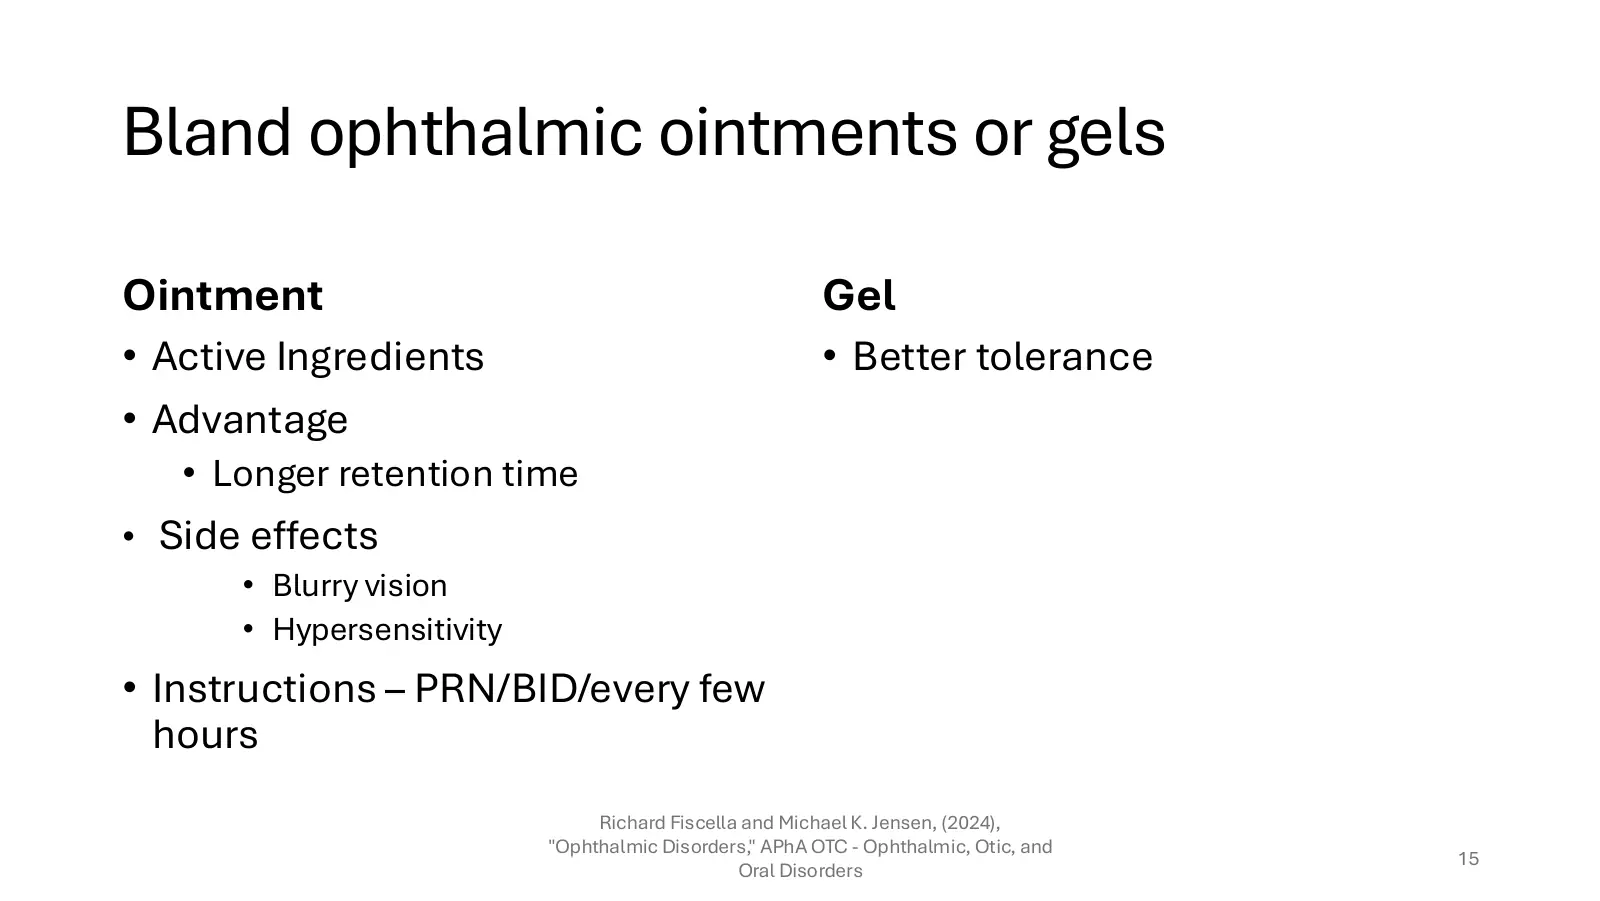 Bland ophthalmic ointments or gels
Ointment
• Active Ingredients
• Advantage
• Longer retention time
• Side effects
• Blurry vision
• Hypersensitivity
• Instructions – PRN/BID/every few
hours
Gel
• Better tolerance
Richard Fiscella and Michael K. Jensen, (2024),
"Ophthalmic Disorders," APhA OTC - Ophthalmic, Otic, and
Oral Disorders
15